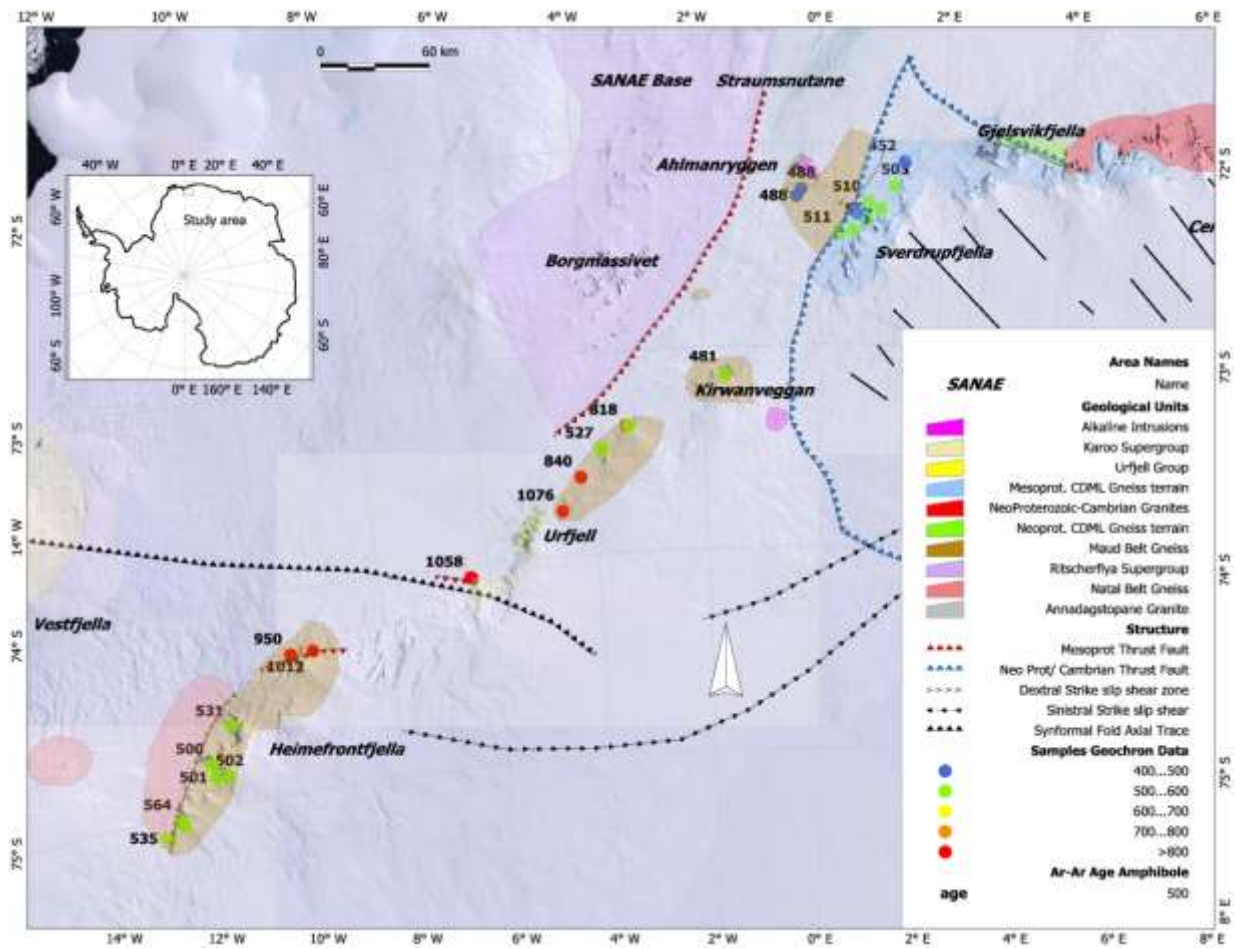 12° W 10° W 8° W 6° W 4° W 2° W 0° E 2° E 4° E 6° E
0 60 km
SANAE Base Straumsnutane
Gjelsvikfjella
40° W 0° E 20° E 40° E
60° W
60° E
Study area
80° E
100° W
60° S
60° S
0° E 160° E 140° E
Ahlmanryggen
452
488
503
510
488
511
Sverdrupfjella
Borgmassivet
72° S
72° S
481
Kirwanveggan
73° S
818
527
73° S
840
1076
Urfjell
14° W
1058
74° S
Vestfjella
950
1012
74° S
531
Heimefrontfjella
500
502
501
564
535
75° S
75° S
Area Names
SANAE Name
Geological Units
Alkaline Intrusions
Karoo Supergroup
Urfjell Group
Mesoprot. CDML Gneiss terrain
NeoProterozoic-Cambrian Granites
Neoprot. CDML Gneiss terrain
Maud Belt Gneiss
Ritscherflya Supergroup
Natal Belt Gneiss
Annadagstopane Granite
Structure
Mesoprot Thrust Fault
Neo Prot/ Cambrian Thrust Fault
Dextral Strike slip shear zone
Sinistral Strike slip shear
Synformal Fold Axial Trace
Samples Geochron Data
400...500
500...600
600...700
700...800
>800
Ar-Ar Age Amphibole
age 500
8° E
14° W 12° W 10° W 8° W 6° W 4° W 2° W 0° E 2° E 4° E 6° E